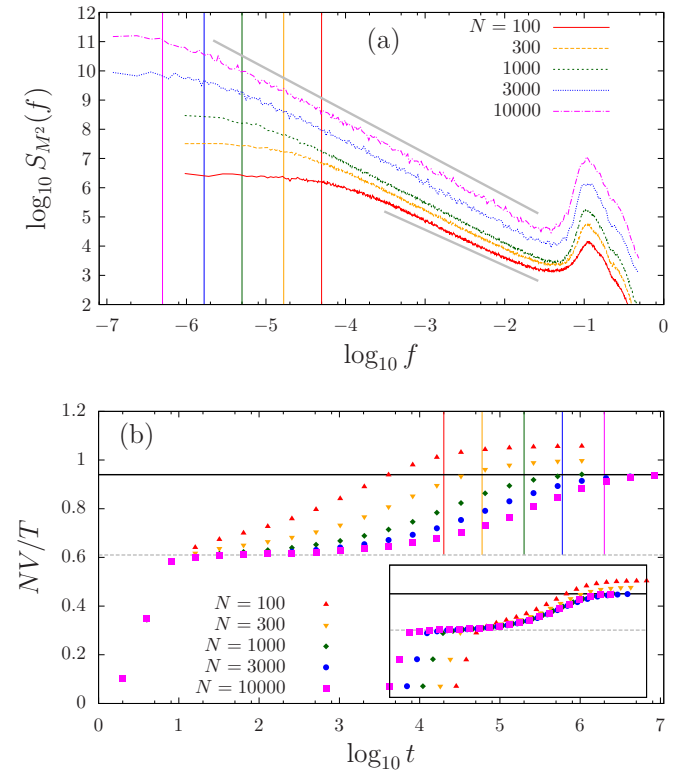 (a)
N = 100
300
1000
3000
10000
log₁₀ S_{M²}(f)
12
11
10
9
8
7
6
5
4
3
2
−7 −6 −5 −4 −3 −2 −1 0
log₁₀ f
(b)
NV/T
1.2
1
0.8
0.6
0.4
0.2
0
N = 100
N = 300
N = 1000
N = 3000
N = 10000
0 1 2 3 4 5 6 7
log₁₀ t